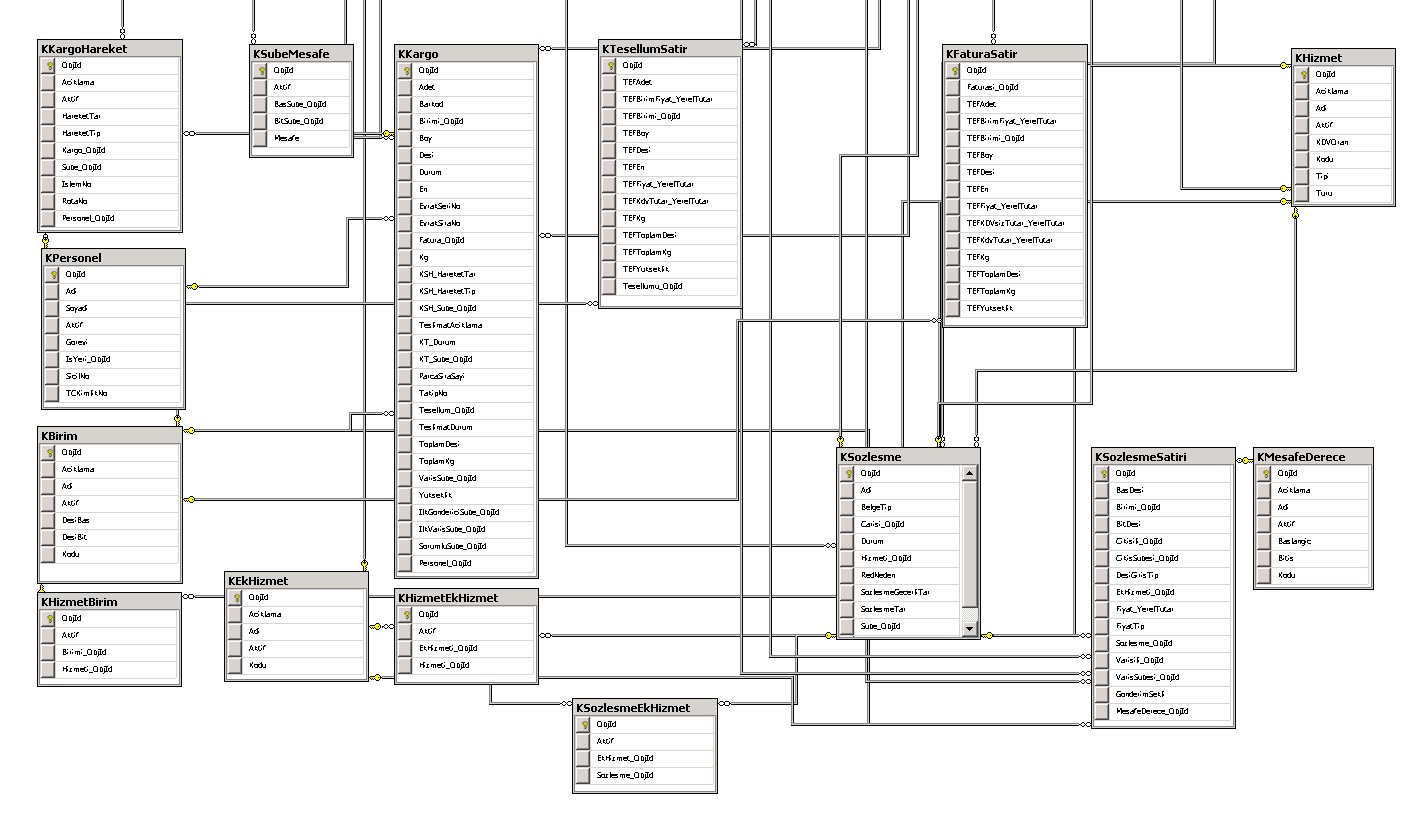 KKargoHareket
ObjId
Aciklama
Aktif
HareketTar
HareketTip
Kargo_ObjId
Sube_ObjId
IslemNo
RotaNo
Personel_ObjId
KSubeMesafe
ObjId
Aktif
BasSube_ObjId
BitSube_ObjId
Mesafe
KKargo
ObjId
Adet
Barkod
Birimi_ObjId
Boy
Desi
Durum
En
EvrakSeriNo
EvrakSiraNo
Fatura_ObjId
Kg
KSH_HareketTar
KSH_HareketTip
KSH_Sube_ObjId
TeslimatAciklama
KT_Durum
KT_Sube_ObjId
ParcaSiraSayi
TakipNo
Tesellum_ObjId
TeslimatDurum
ToplamDesi
ToplamKg
VarisSube_ObjId
Yukseklik
IlkGondericiSube_ObjId
IlkVarisSube_ObjId
SorumluSube_ObjId
Personel_ObjId
KTesellumSatir
ObjId
TEFAdet
TEFBirimFiyat_YerelTutar
TEFBirimi_ObjId
TEFBoy
TEFDesi
TEFEn
TEFFiyat_YerelTutar
TEFKdvTutar_YerelTutar
TEFKg
TEFToplamDesi
TEFToplamKg
TEFYukseklik
Tesellumu_ObjId
KFaturaSatir
ObjId
Faturasi_ObjId
TEFAdet
TEFBirimFiyat_YerelTutar
TEFBirimi_ObjId
TEFBoy
TEFDesi
TEFEn
TEFFiyat_YerelTutar
TEFKDVsizTutar_YerelTutar
TEFKdvTutar_YerelTutar
TEFKg
TEFToplamDesi
TEFToplamKg
TEFYukseklik
KHizmet
ObjId
Aciklama
Adi
Aktif
KDVOran
Kodu
Tipi
Turu
KPersonel
ObjId
Adi
Soyadi
Aktif
Gorevi
IsYeri_ObjId
SicilNo
TCKimlikNo
KBirim
ObjId
Aciklama
Adi
Aktif
DesiBas
DesiBit
Kodu
KHizmetBirim
ObjId
Aktif
Birimi_ObjId
Hizmeti_ObjId
KEkHizmet
ObjId
Aciklama
Adi
Aktif
Kodu
KHizmetEkHizmet
ObjId
Aktif
EkHizmeti_ObjId
Hizmeti_ObjId
KSozlesmeEkHizmet
ObjId
Aktif
EkHizmet_ObjId
Sozlesme_ObjId
KSozlesme
ObjId
Adi
BelgeTip
Carisi_ObjId
Durum
Hizmeti_ObjId
RedNeden
SozlesmeGecerliTar
SozlesmeTar
Sube_ObjId
KSozlesmeSatiri
ObjId
BasDesi
Birimi_ObjId
BitDesi
CikisIli_ObjId
CikisSubesi_ObjId
DesiGirisTip
EkHizmeti_ObjId
Fiyat_YerelTutar
FiyatTip
Sozlesme_ObjId
VarisIli_ObjId
VarisSubesi_ObjId
GonderimSekli
MesafeDerece_ObjId
KMesafeDerece
ObjId
Aciklama
Adi
Aktif
Baslangic
Bitis
Kodu